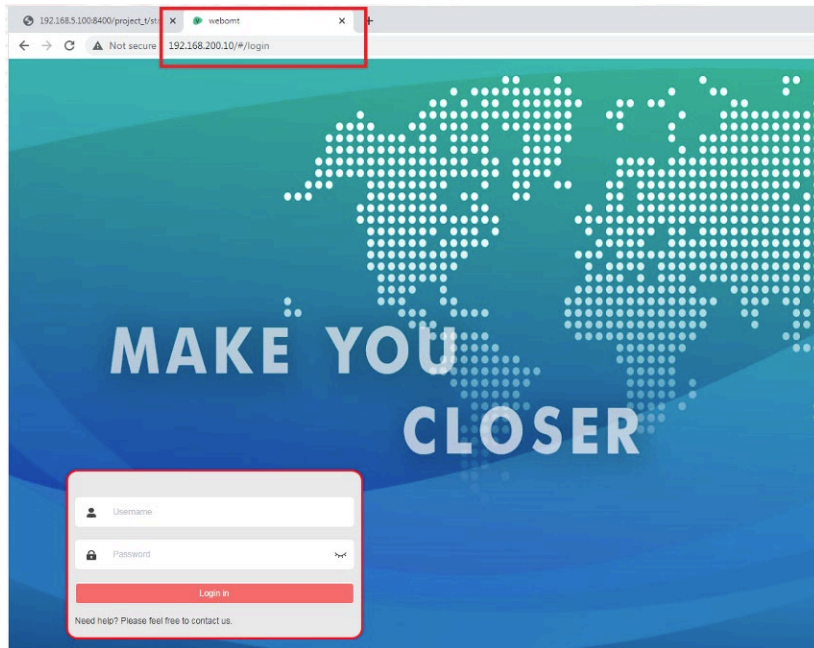 192.168.5.100:8400/project_t/sta
webomt
Not secure
192.168.200.10/#/login
MAKE YOU
CLOSER
Username
Password
Login in
Need help? Please feel free to contact us.